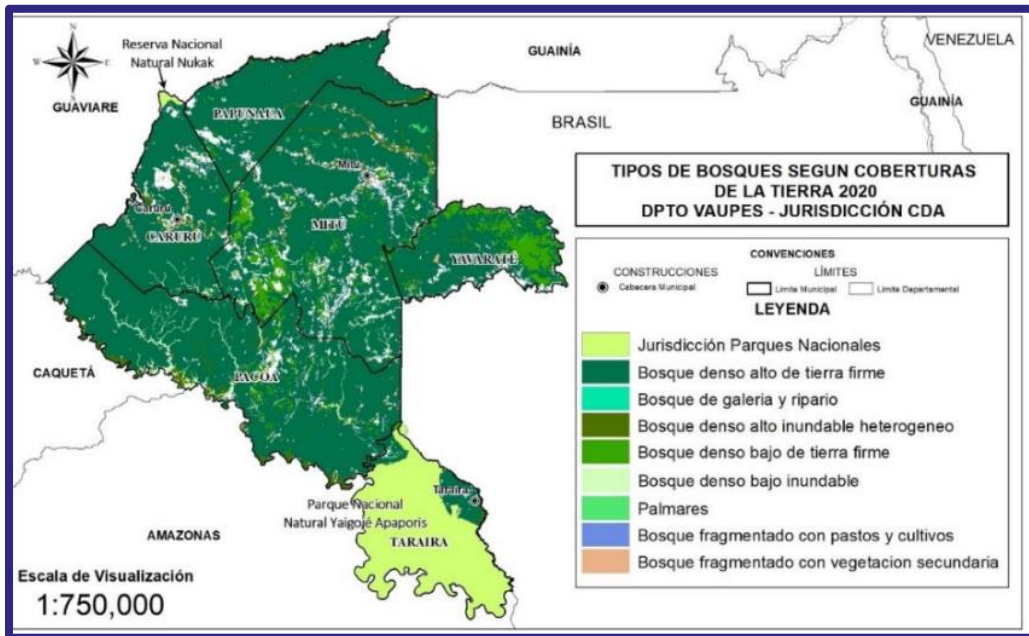 N
W E
S
Reserva Nacional
Natural Nukak
GUAVIARE
GUAINÍA
VENEZUELA
GUAINÍA
BRASIL
PAPUNAUA
Mitú
Carurú
CARURÚ
MITÚ
YAVARATÉ
CAQUETÁ
PACOA
Taraira
Parque Nacional
Natural Yaigojé Apaporis
TARAIRA
AMAZONAS
Escala de Visualización
1:750,000
TIPOS DE BOSQUES SEGUN COBERTURAS
DE LA TIERRA 2020
DPTO VAUPES - JURISDICCIÓN CDA
CONVENCIONES
CONSTRUCCIONES
LÍMITES
Cabecera Municipal
Limite Municipal
Limite Departamental
LEYENDA
Jurisdicción Parques Nacionales
Bosque denso alto de tierra firme
Bosque de galeria y ripario
Bosque denso alto inundable heterogeneo
Bosque denso bajo de tierra firme
Bosque denso bajo inundable
Palmares
Bosque fragmentado con pastos y cultivos
Bosque fragmentado con vegetacion secundaria